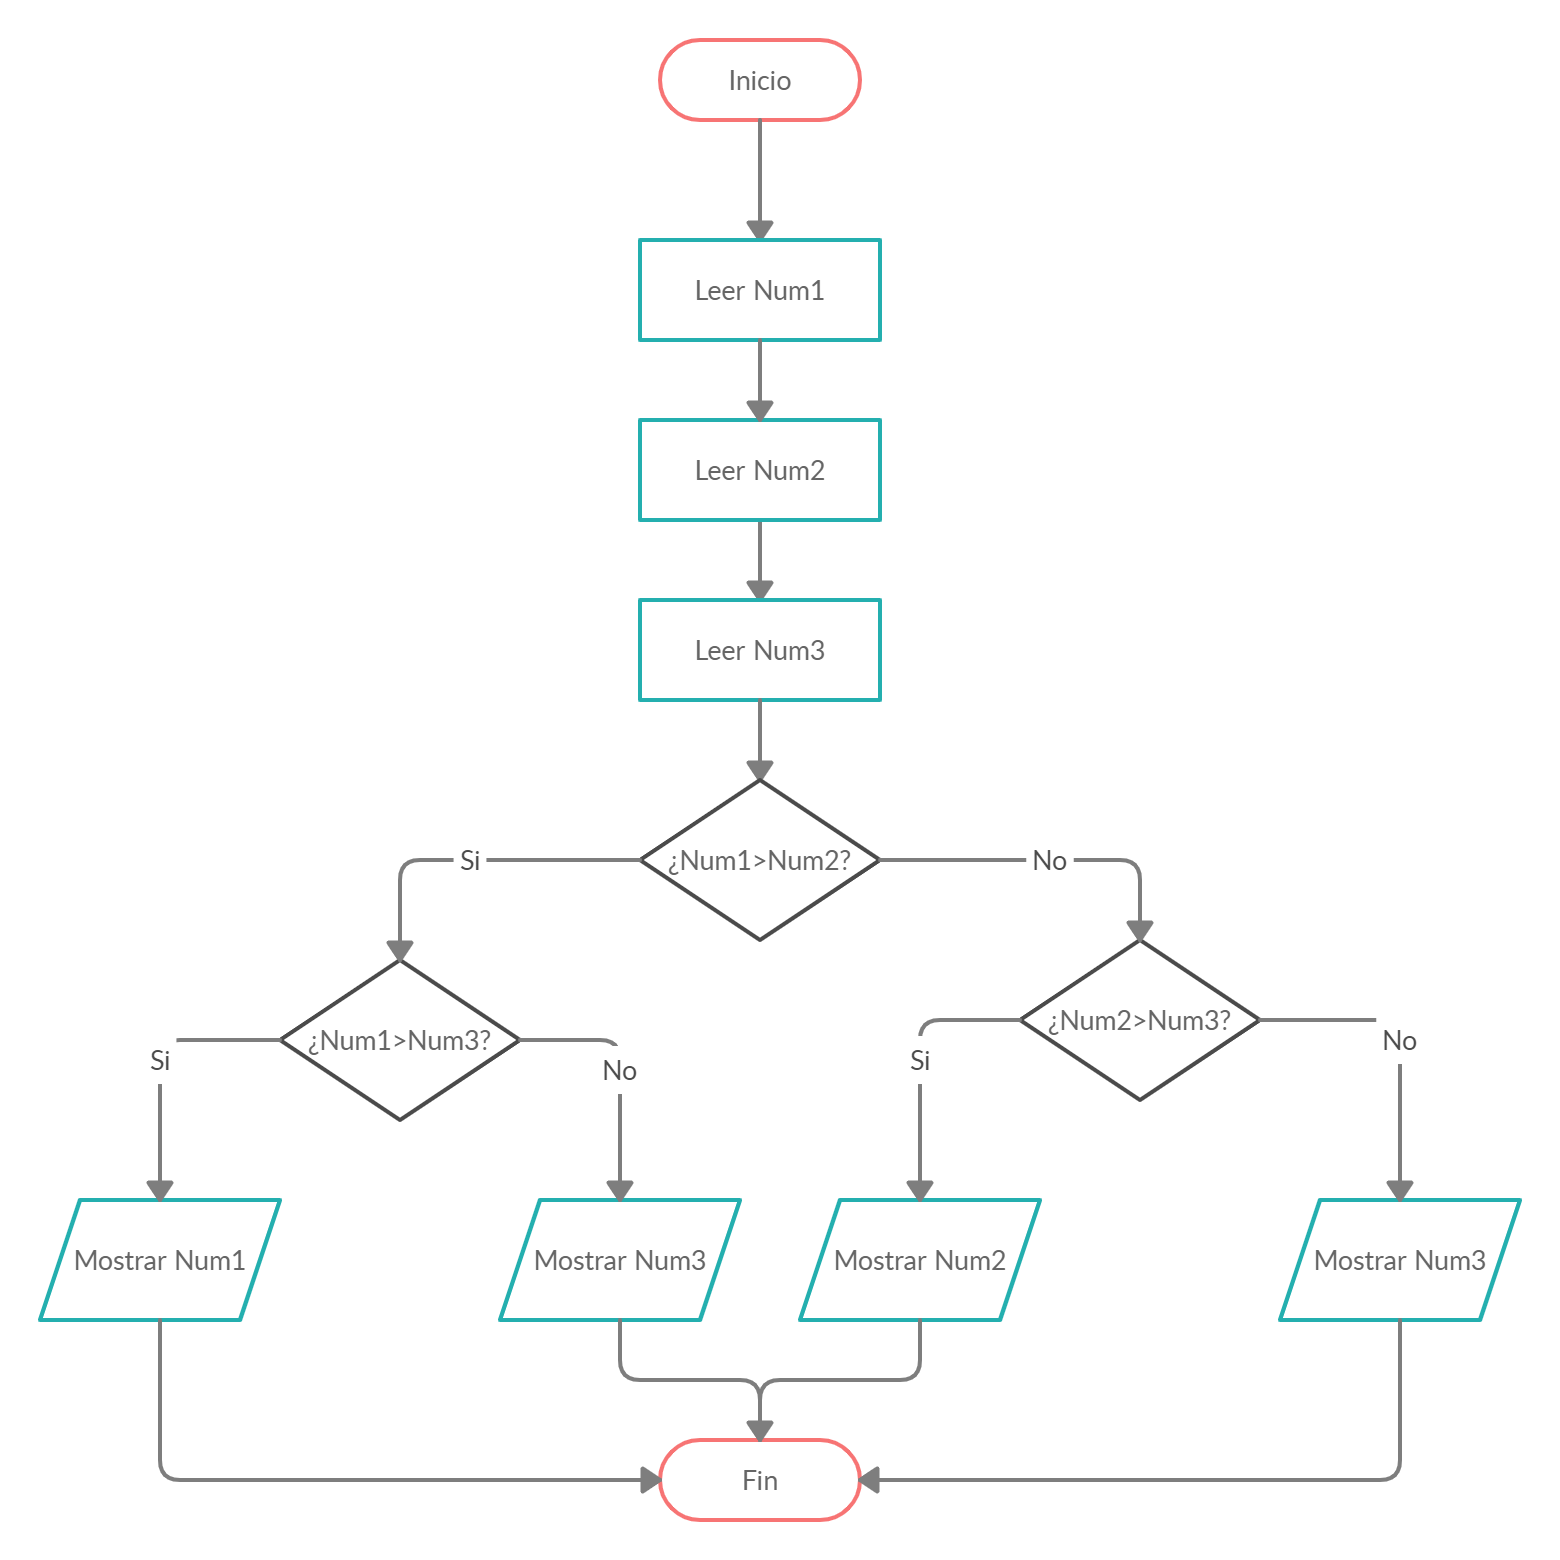 Inicio
Leer Num1
Leer Num2
Leer Num3
¿Num1>Num2?
Si
No
¿Num1>Num3?
Si
No
¿Num2>Num3?
Si
No
Mostrar Num1
Mostrar Num3
Mostrar Num2
Mostrar Num3
Fin